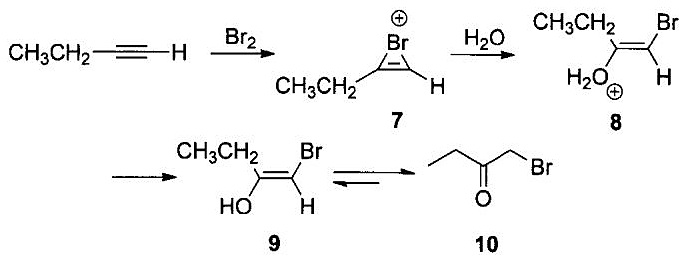 CH3CH2 H Br2 ⊕ Br CH3CH2 H H2O CH3CH2 Br H2O ⊕ H
7 8
CH3CH2 Br HO H Br O
9 10